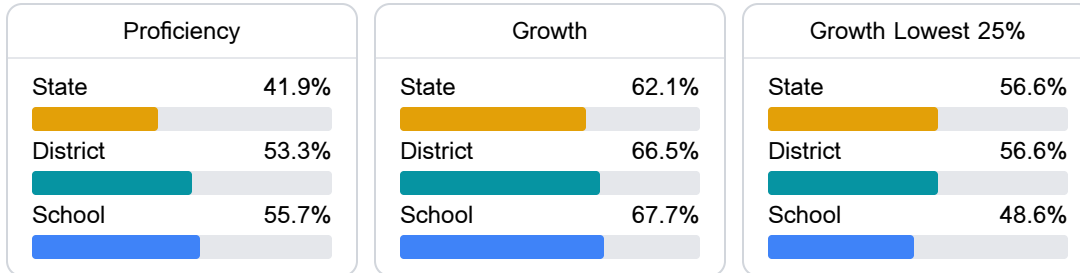 Proficiency
State 41.9%
District 53.3%
School 55.7%
Growth
State 62.1%
District 66.5%
School 67.7%
Growth Lowest 25%
State 56.6%
District 56.6%
School 48.6%